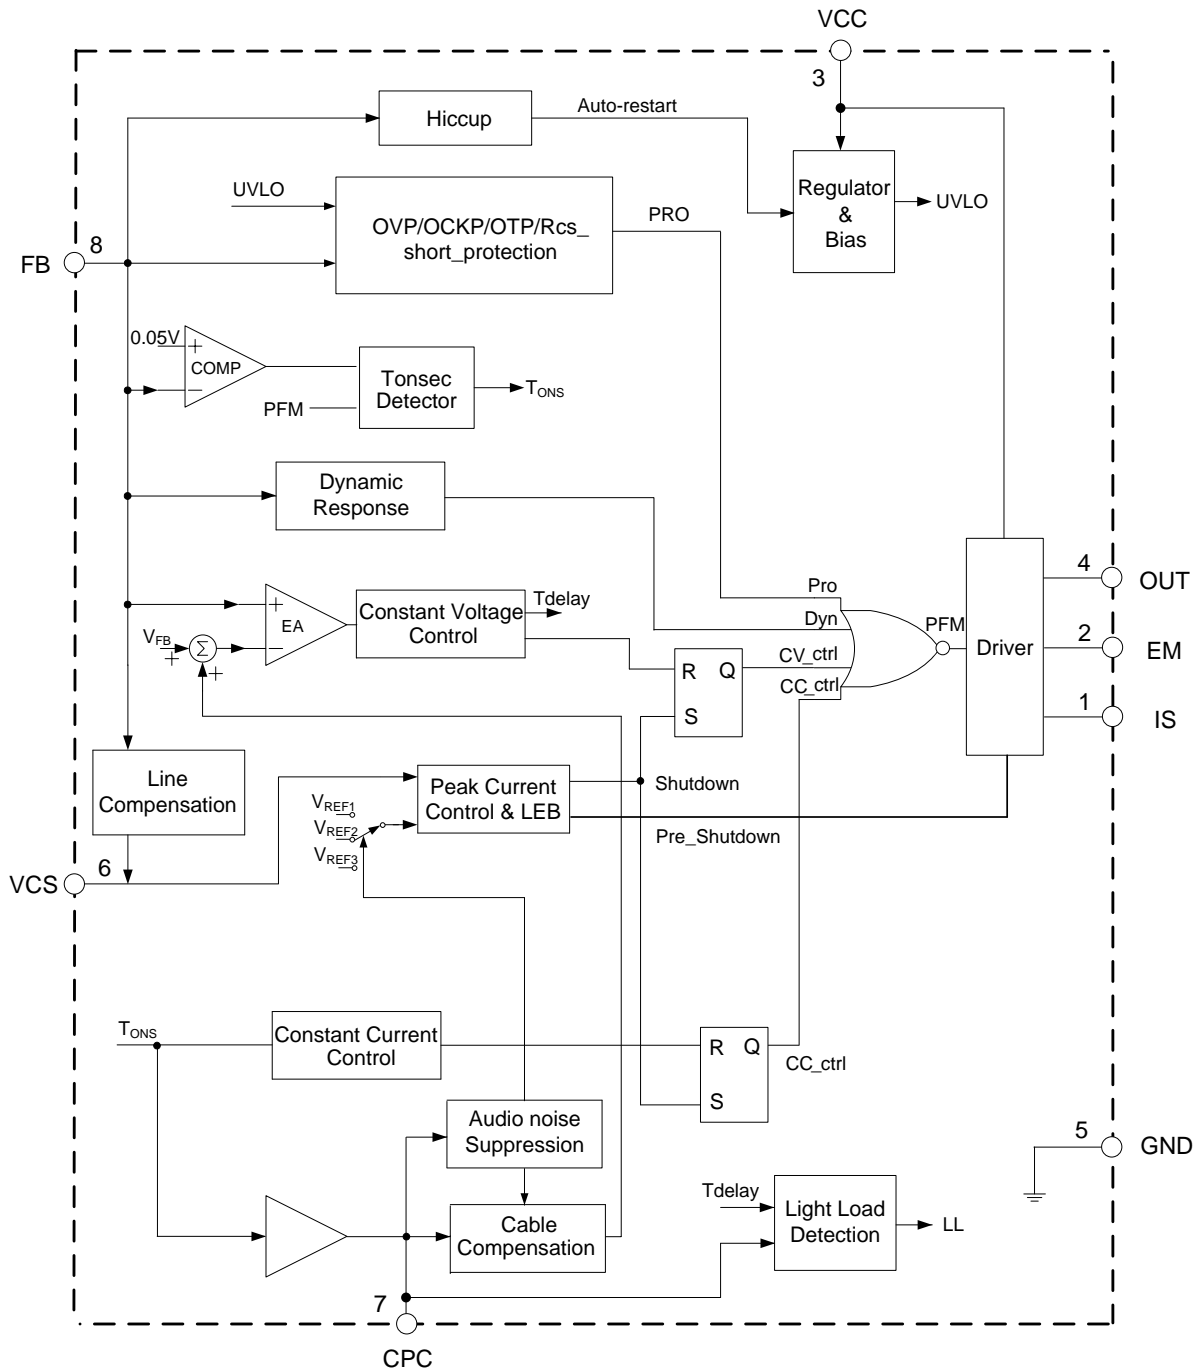 VCC
3
Hiccup
Auto-restart
Regulator
&
Bias
UVLO
UVLO
OVP/OCKP/OTP/Rcs_
short_protection
PRO
8
FB
0.05V
+
COMP
−
PFM
Tonsec
Detector
TONS
Dynamic
Response
VFB
+
Σ
+
+
EA
−
Constant Voltage
Control
Tdelay
R Q
S
Pro
Dyn
CV_ctrl
CC_ctrl
PFM
Driver
4
OUT
2
EM
1
IS
Line
Compensation
VREF1
VREF2
VREF3
Peak Current
Control & LEB
Shutdown
Pre_Shutdown
6
VCS
TONS
Constant Current
Control
R Q
S
CC_ctrl
Audio noise
Suppression
Cable
Compensation
Tdelay
Light Load
Detection
LL
5
GND
7
CPC